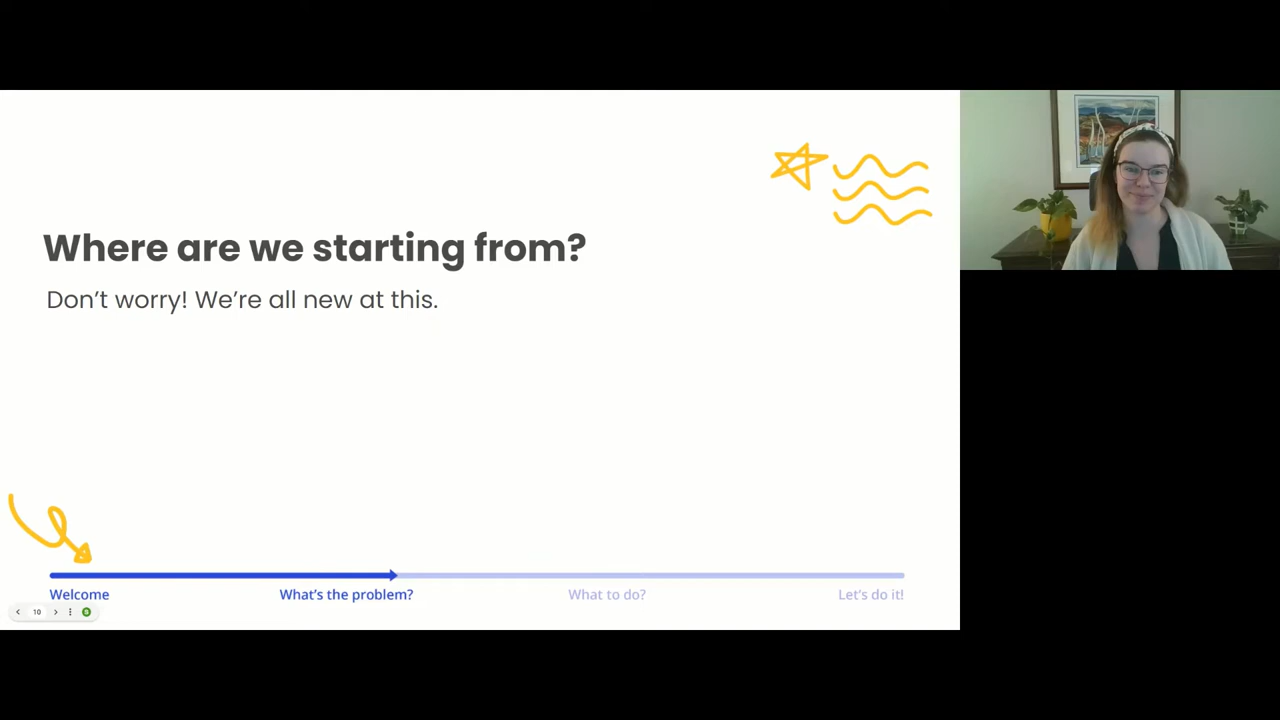 Where are we starting from?
Don't worry! We're all new at this.
Welcome
What's the problem?
What to do?
Let's do it!
10